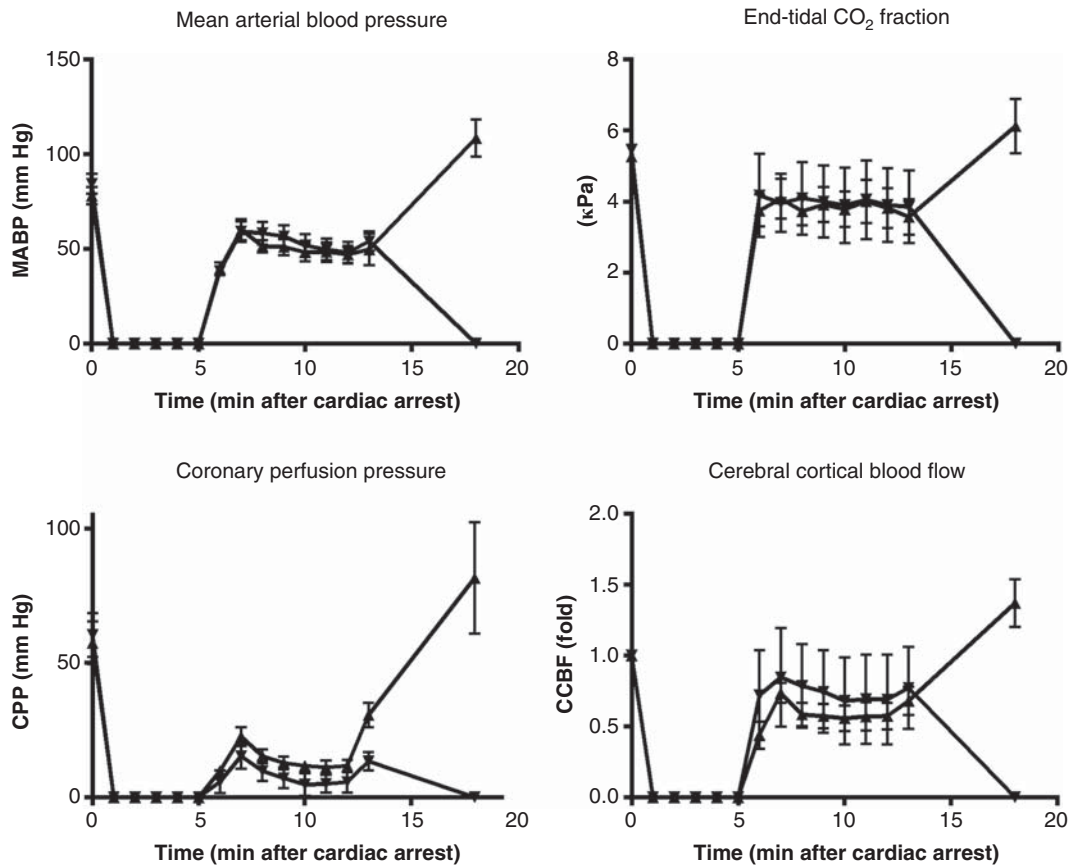 Mean arterial blood pressure
150
100
50
0
MABP (mm Hg)
0 5 10 15 20
Time (min after cardiac arrest)
End-tidal CO₂ fraction
8
6
4
2
0
(κPa)
0 5 10 15 20
Time (min after cardiac arrest)
Coronary perfusion pressure
100
50
0
CPP (mm Hg)
0 5 10 15 20
Time (min after cardiac arrest)
Cerebral cortical blood flow
2.0
1.5
1.0
0.5
0.0
CCBF (fold)
0 5 10 15 20
Time (min after cardiac arrest)